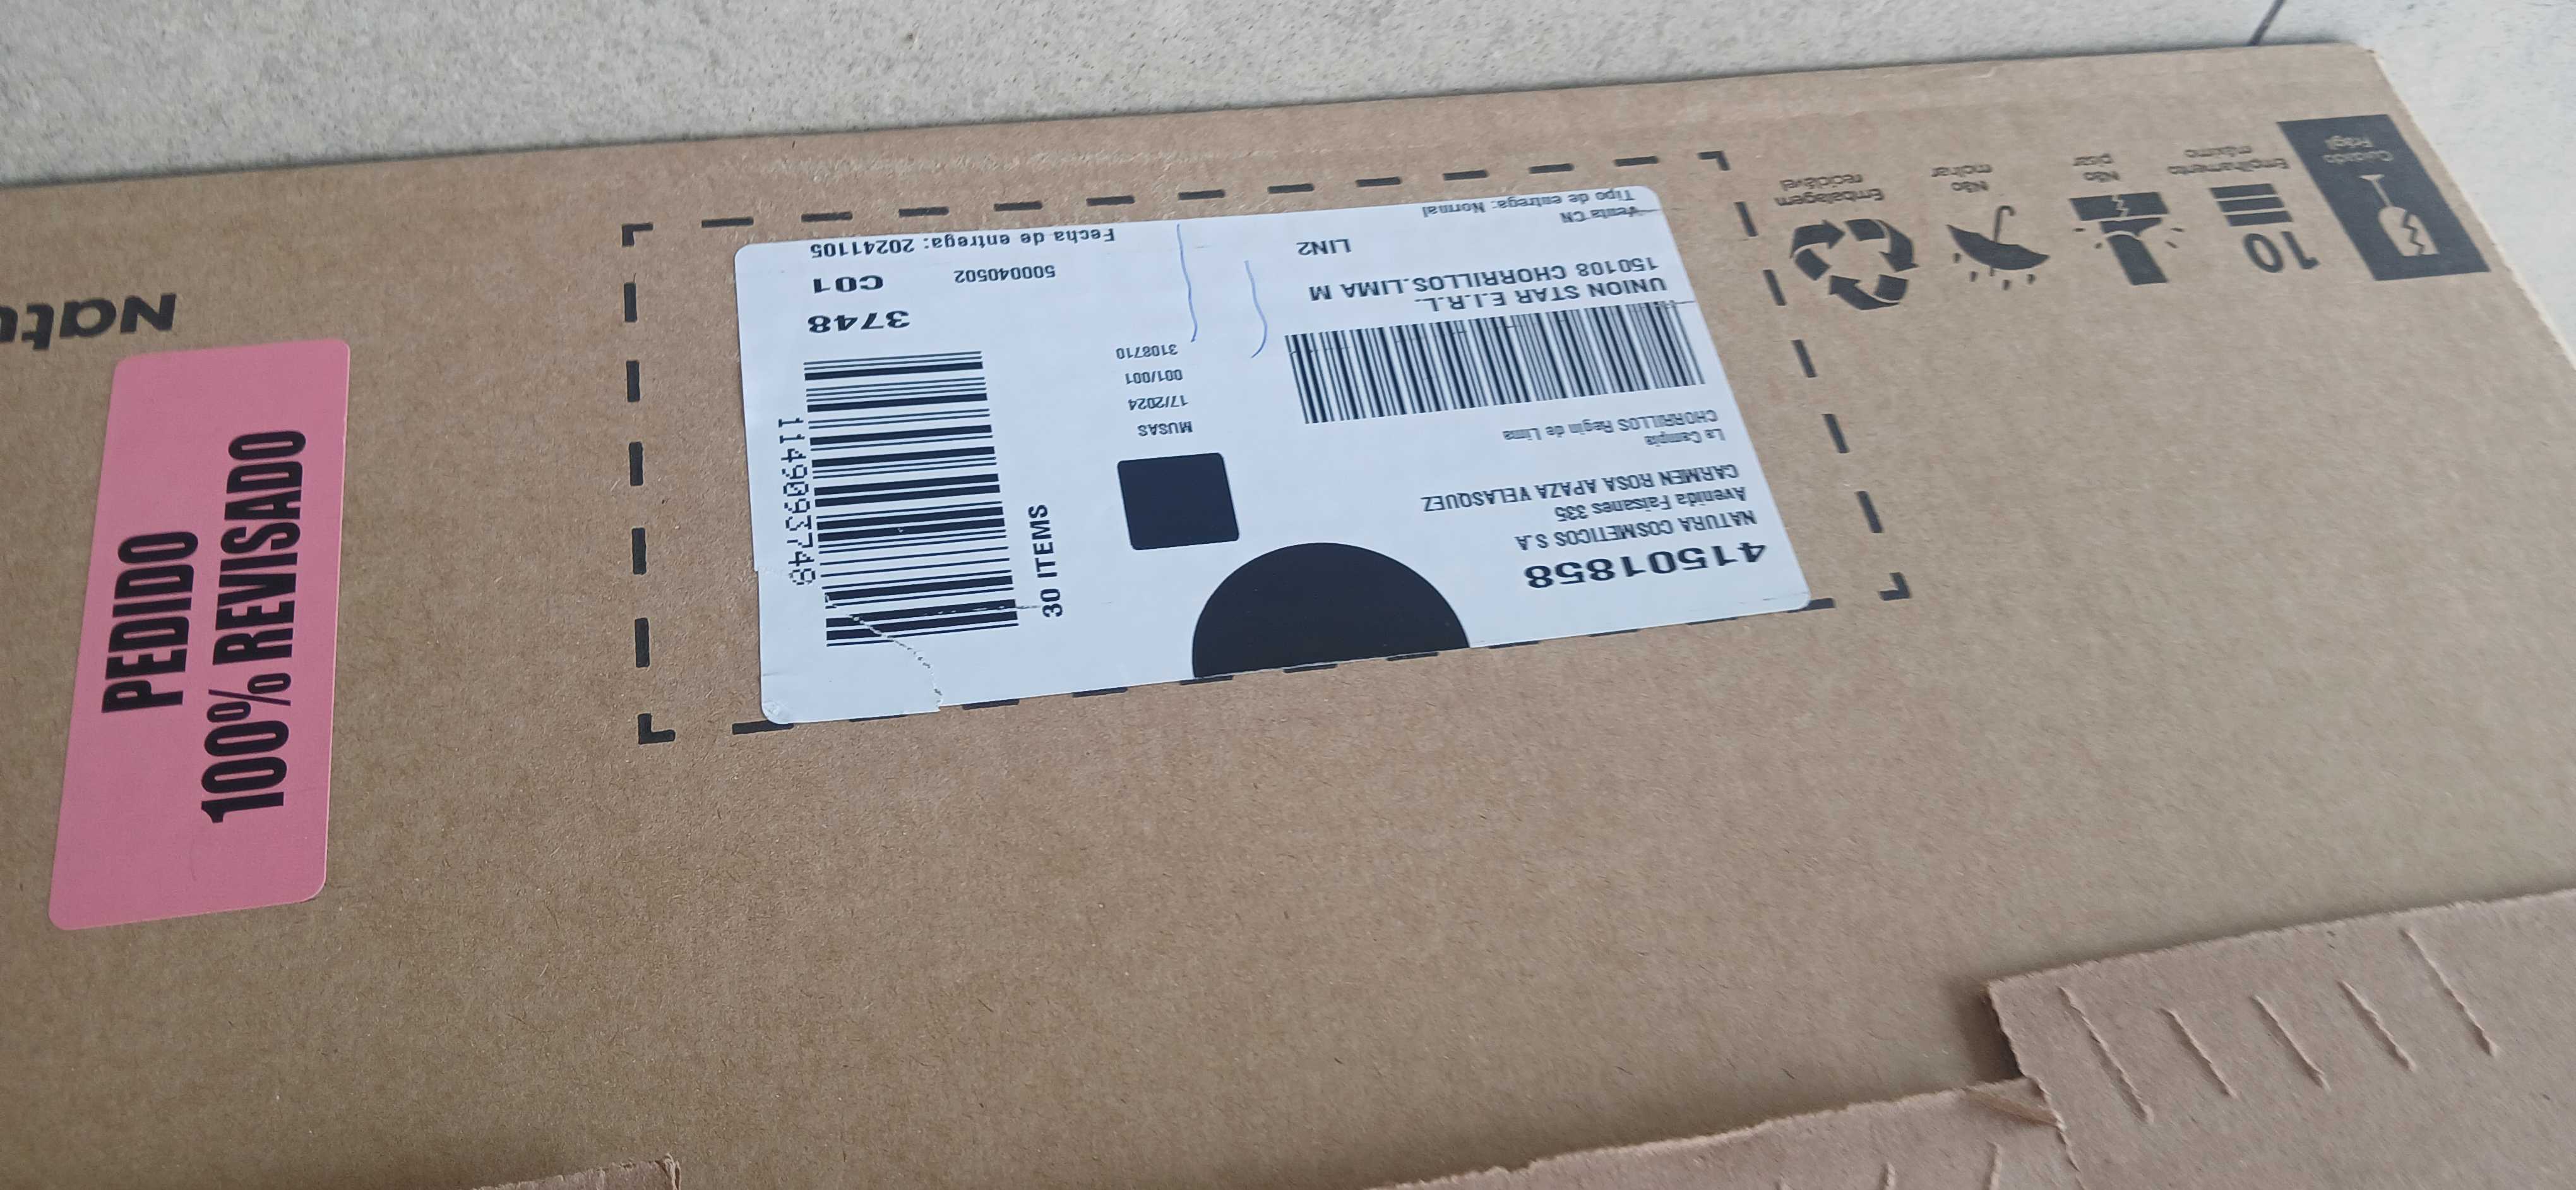 41501858
NATURA COSMETICOS S.A
Avenida Faisanes 335
CARMEN ROSA APAZA VELASQUEZ
La Campia
CHORRILLOS Regin de Lima
UNION STAR E.I.R.L.
150108 CHORRILLOS.LIMA M
LIN2
Venta CN
Tipo de entrega: Normal
MUSAS
17/2024
001/001
3108710
30 ITEMS
11490937748
3748
500040502 C01
Fecha de entrega: 20241105
PEDIDO
100% REVISADO
Natu
Cuidado
Frágil
10
Empilhamento
máximo
Não
pisar
Não
molhar
Embalagem
reciclável